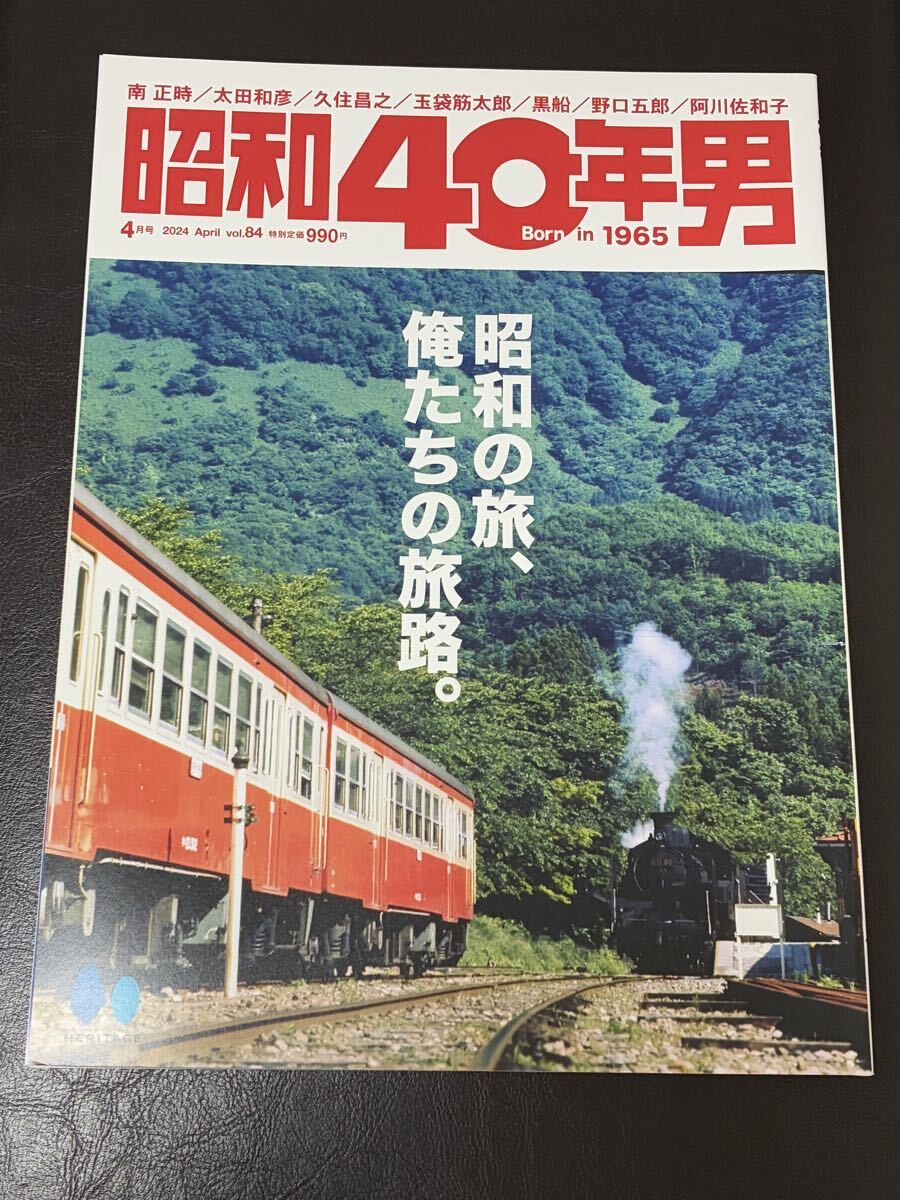 南 正時／太田和彦／久住昌之／玉袋筋太郎／黒船／野口五郎／阿川佐和子
昭和40年男
Born in 1965
4月号 2024 April vol.84 特別定価990円
昭和の旅、
俺たちの旅路。
HERITAGE